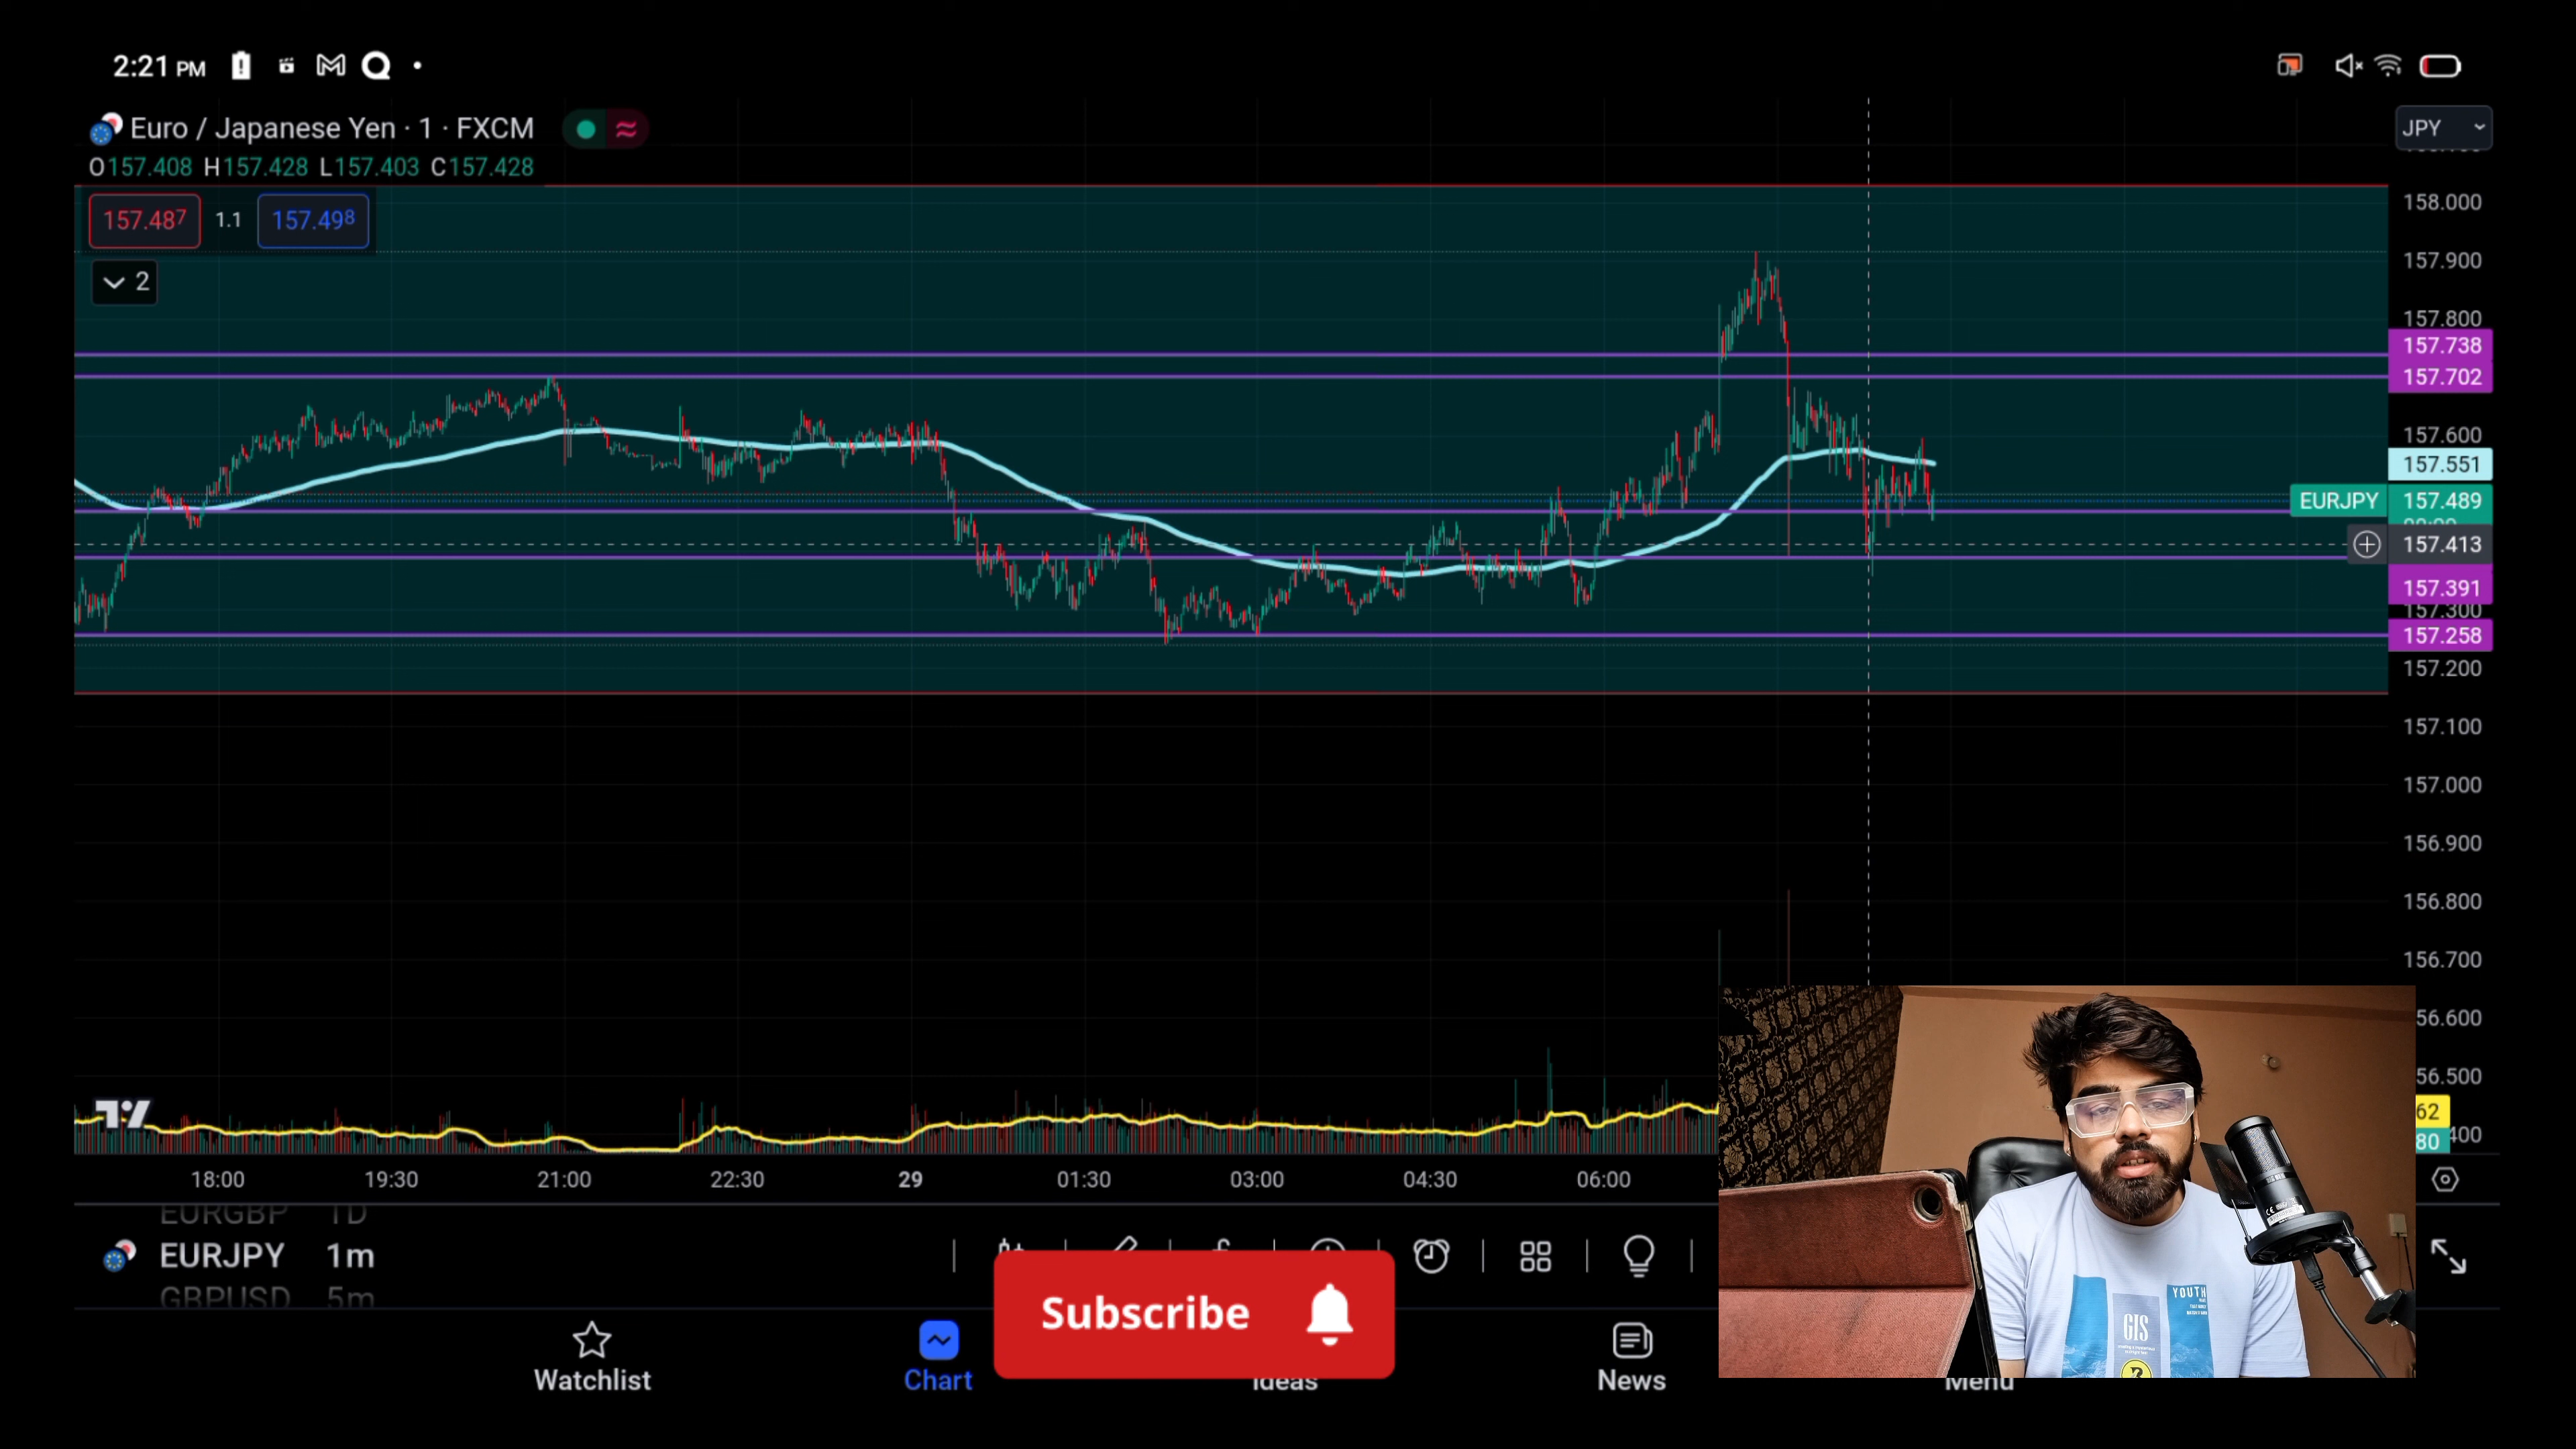 2:21 PM
Euro / Japanese Yen · 1 · FXCM
JPY
O157.408 H157.428 L157.403 C157.428
157.487 1.1 157.498
2
158.000
157.900
157.800
157.738
157.702
157.600
157.551
EURJPY 157.489
157.413
157.391
157.300
157.258
157.200
157.100
157.000
156.900
156.800
156.700
56.600
56.500
62
80 400
18:00 19:30 21:00 22:30 29 01:30 03:00 04:30 06:00
EURGBP 1D
EURJPY 1m
GBPUSD 5m
Subscribe
Watchlist Chart Ideas News Menu
YOUTH
GIS